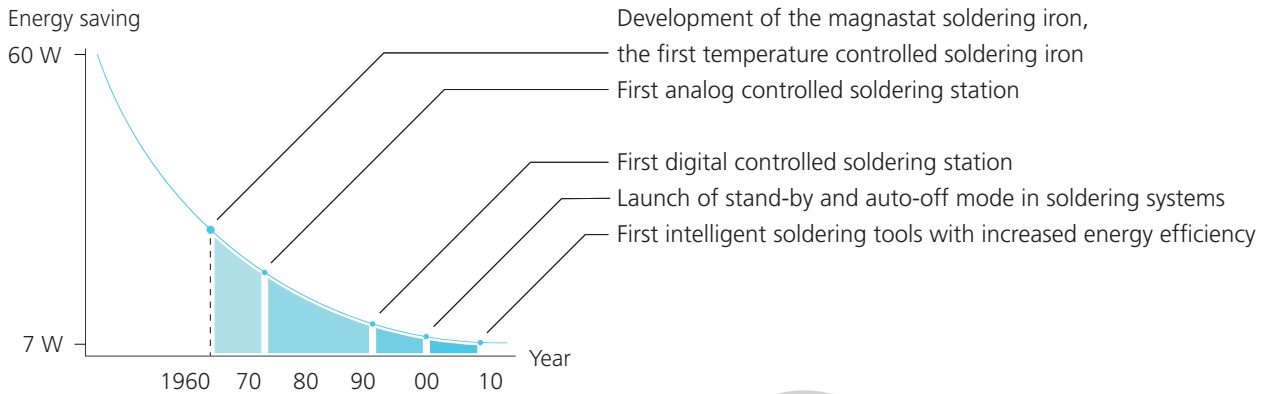 Energy saving
60 W
7 W
Development of the magnastat soldering iron,
the first temperature controlled soldering iron
First analog controlled soldering station
First digital controlled soldering station
Launch of stand-by and auto-off mode in soldering systems
First intelligent soldering tools with increased energy efficiency
Year
1960 70 80 90 00 10